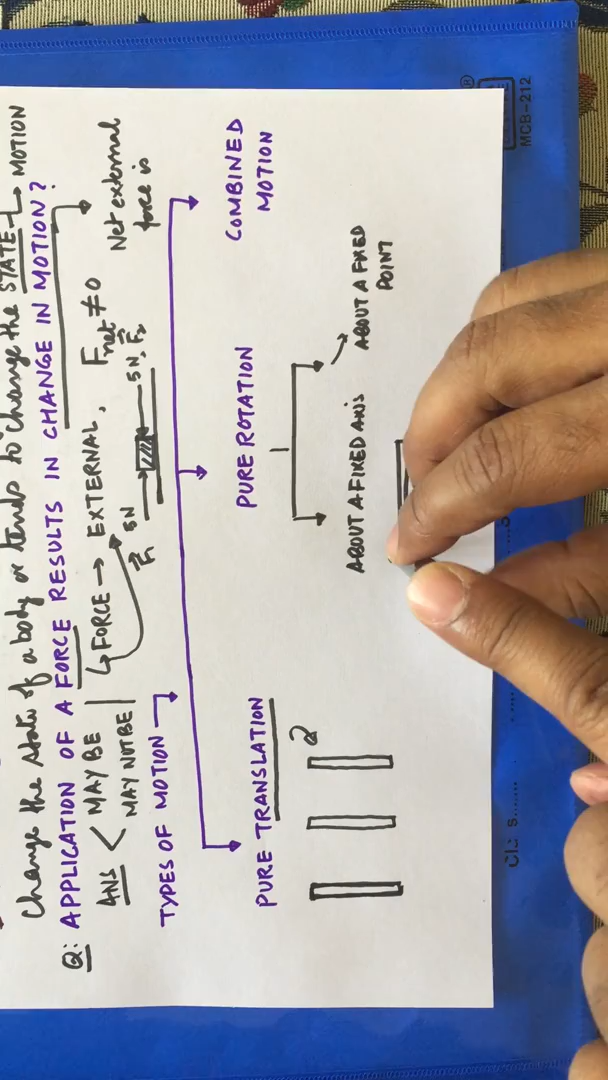 change the state of a body or tends to change the STATE → MOTION
Q: APPLICATION OF A FORCE RESULTS IN CHANGE IN MOTION?
ANS < MAY BE
MAY NOT BE
FORCE → EXTERNAL, Fnet ≠ 0
Net external
force is
F₁ 5N
5N, F₂
TYPES OF MOTION
PURE TRANSLATION
PURE ROTATION
COMBINED
MOTION
ABOUT A FIXED AXIS
ABOUT A FIXED
POINT
MCB-212